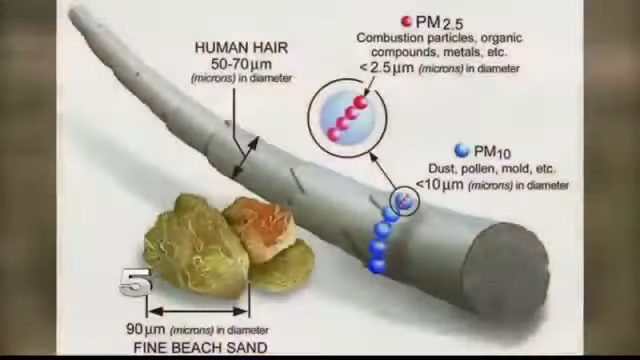 PM2.5
Combustion particles, organic
compounds, metals, etc.
<2.5µm (microns) in diameter
HUMAN HAIR
50-70µm
(microns) in diameter
PM10
Dust, pollen, mold, etc.
<10µm (microns) in diameter
5
90µm (microns) in diameter
FINE BEACH SAND